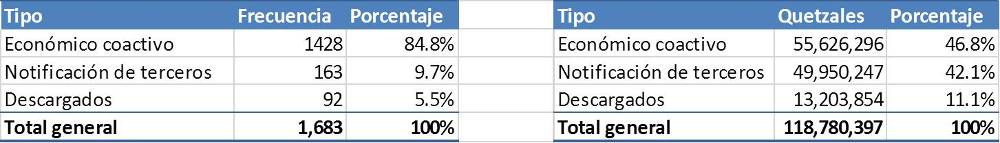 Tipo Frecuencia Porcentaje Tipo Quetzales Porcentaje
Económico coactivo 1428 84.8% Económico coactivo 55,626,296 46.8%
Notificación de terceros 163 9.7% Notificación de terceros 49,950,247 42.1%
Descargados 92 5.5% Descargados 13,203,854 11.1%
Total general 1,683 100% Total general 118,780,397 100%